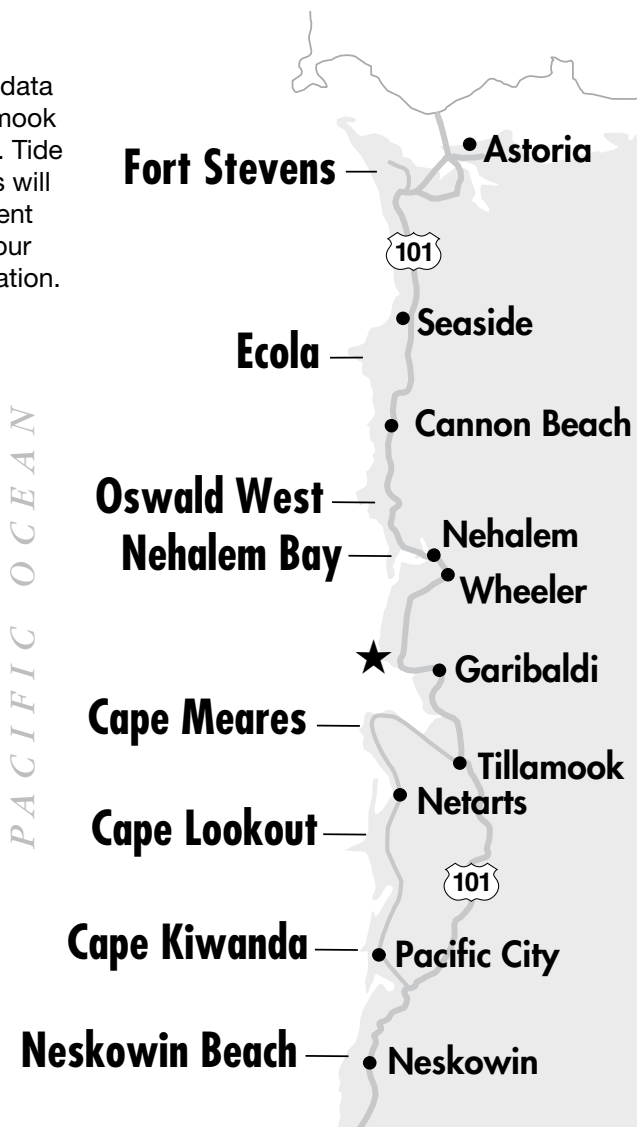 data
. Tide
s will
ent
our
ation.
Astoria
Fort Stevens
101
Seaside
Ecola
Cannon Beach
PACIFIC OCEAN
Oswald West
Nehalem
Nehalem Bay
Wheeler
Garibaldi
Cape Meares
Tillamook
Netarts
Cape Lookout
101
Cape Kiwanda
Pacific City
Neskowin Beach
Neskowin